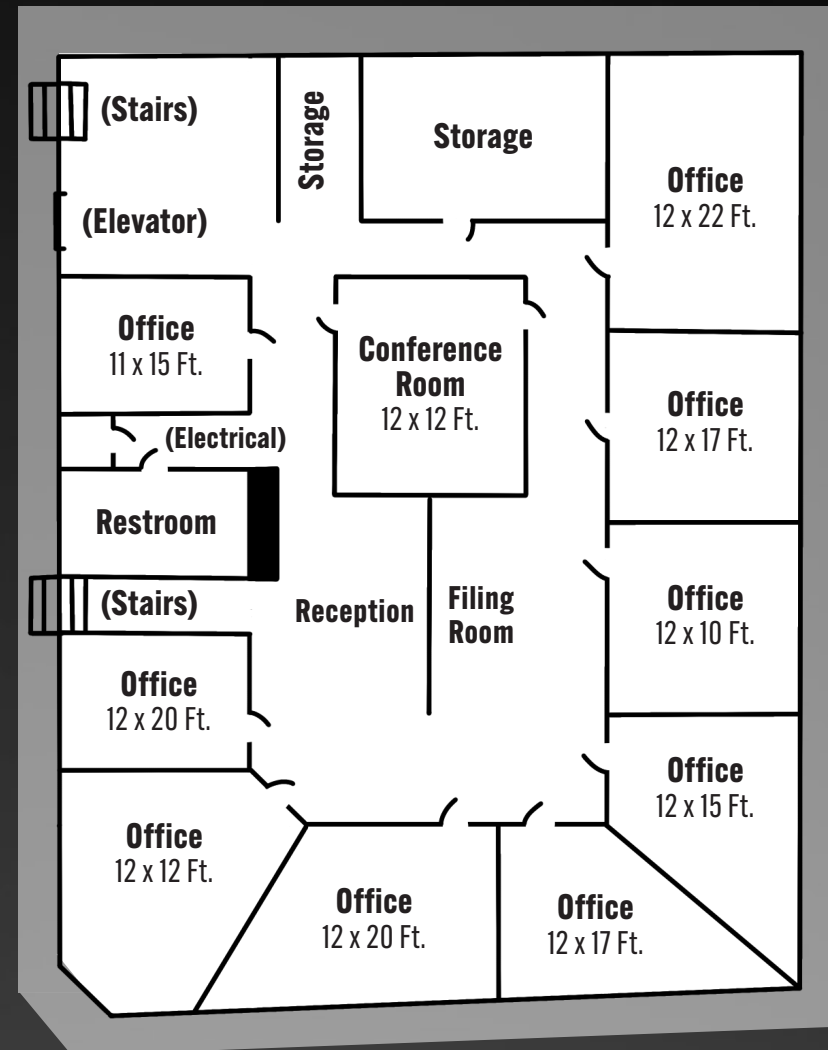 (Stairs)
Storage
Storage
Office
12 x 22 Ft.
(Elevator)
Office
11 x 15 Ft.
Conference
Room
12 x 12 Ft.
Office
12 x 17 Ft.
(Electrical)
Restroom
(Stairs)
Reception
Filing
Room
Office
12 x 10 Ft.
Office
12 x 20 Ft.
Office
12 x 15 Ft.
Office
12 x 12 Ft.
Office
12 x 20 Ft.
Office
12 x 17 Ft.